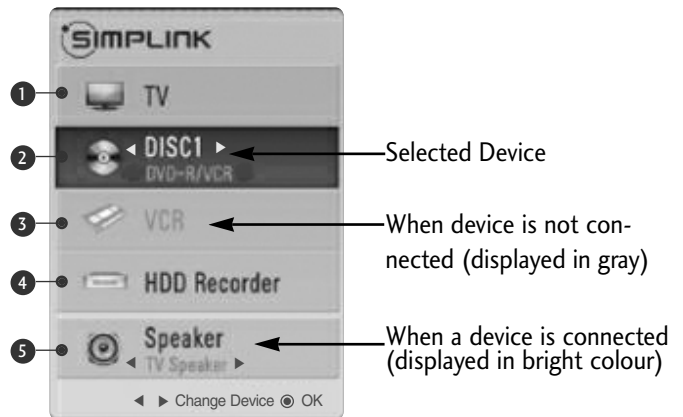 SIMPLINK
1 TV
2 ◄ DISC1 ► Selected Device
DVD-R/VCR
3 VCR When device is not con-
nected (displayed in gray)
4 HDD Recorder
5 Speaker When a device is connected
◄ TV Speaker ► (displayed in bright colour)
◄ ► Change Device ◉ OK